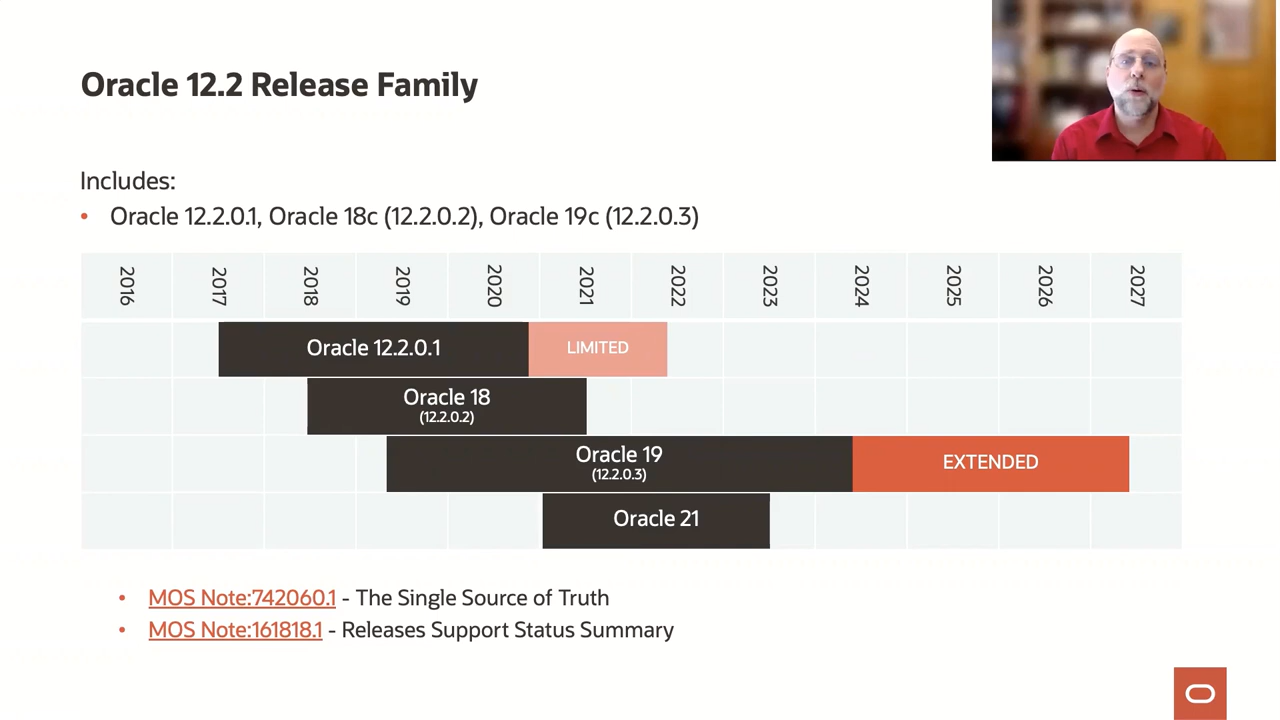 Oracle 12.2 Release Family
Includes:
• Oracle 12.2.0.1, Oracle 18c (12.2.0.2), Oracle 19c (12.2.0.3)
2016 2017 2018 2019 2020 2021 2022 2023 2024 2025 2026 2027
Oracle 12.2.0.1 LIMITED
Oracle 18
(12.2.0.2)
Oracle 19
(12.2.0.3)
EXTENDED
Oracle 21
• MOS Note:742060.1 - The Single Source of Truth
• MOS Note:161818.1 - Releases Support Status Summary